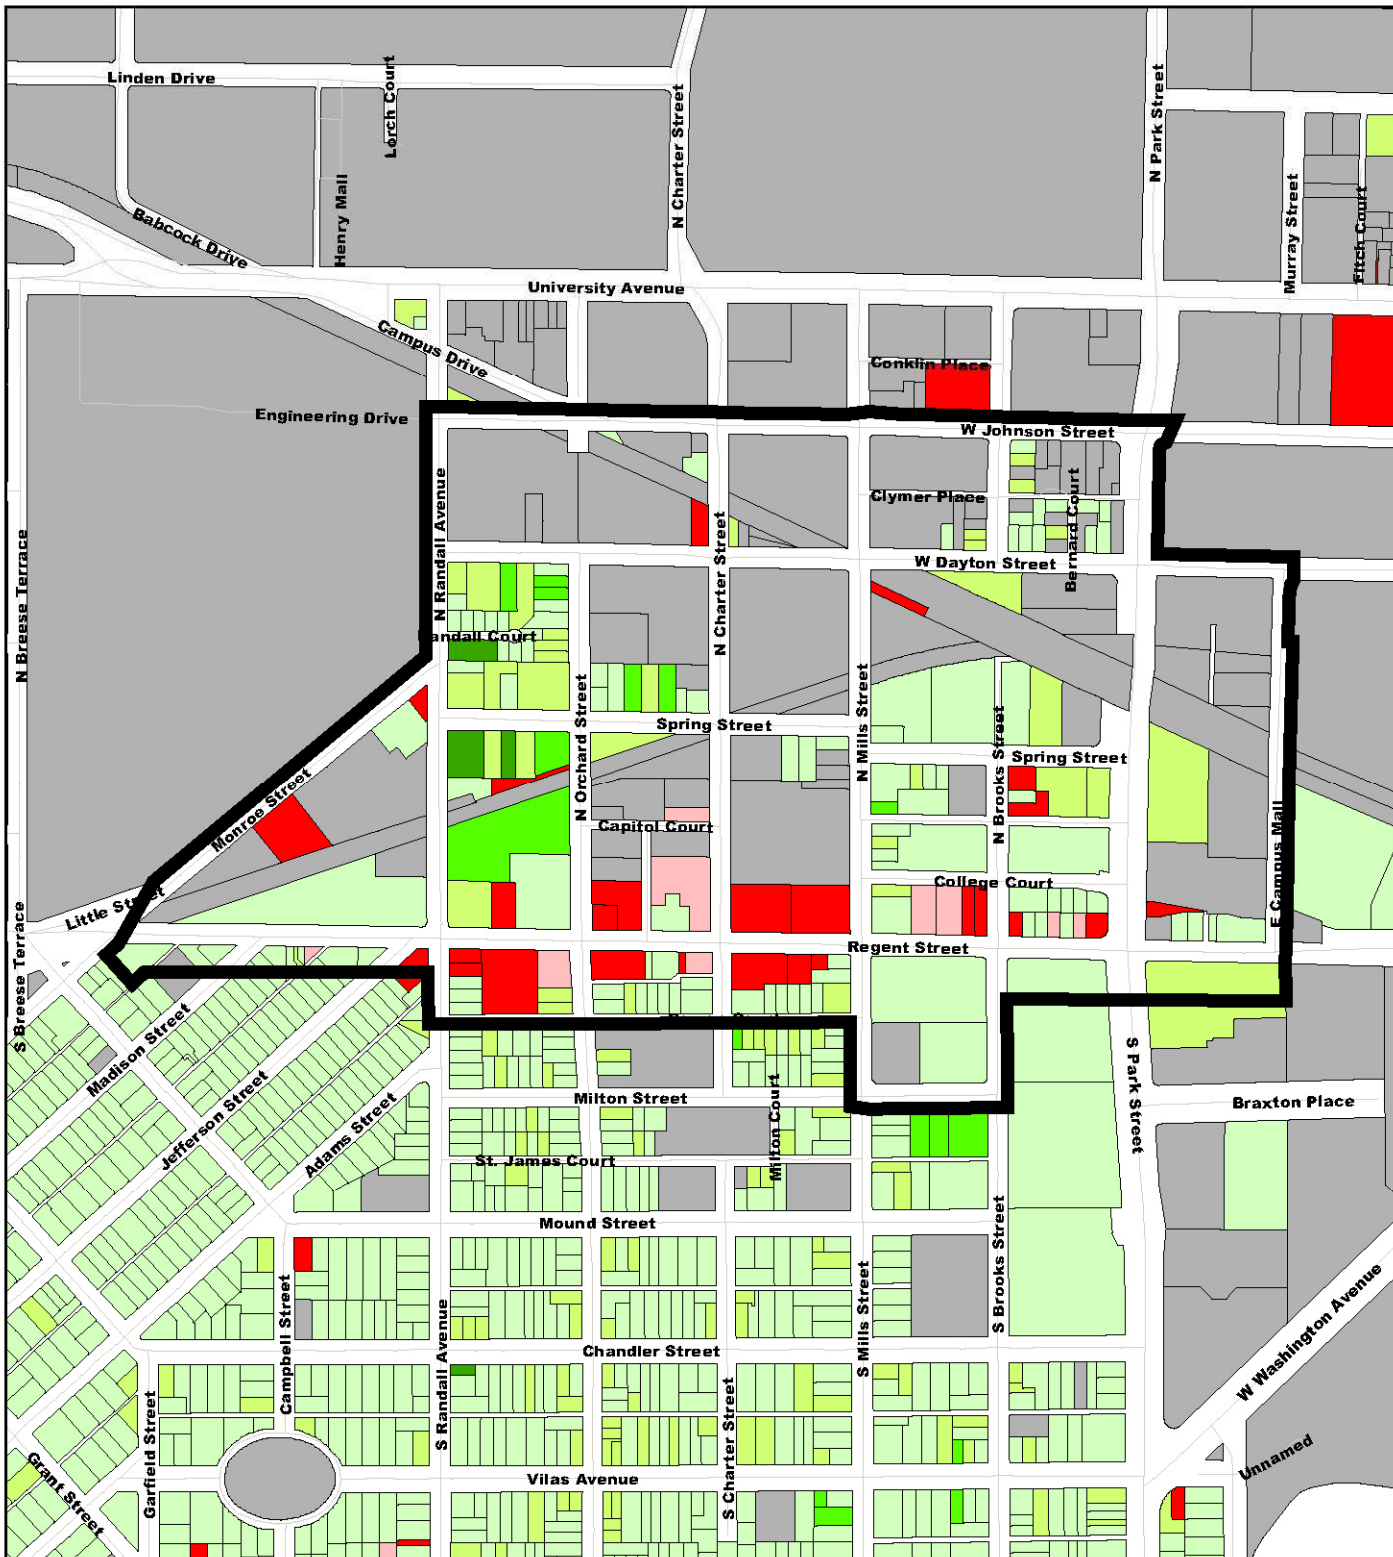 Linden Drive
Lorch Court
N Charter Street
N Park Street
Henry Mall
Babcock Drive
Murray Street
Fitch Court
University Avenue
Campus Drive
Conklin Place
Engineering Drive
W Johnson Street
N Randall Avenue
Clymer Place
Bernard Court
N Charter Street
W Dayton Street
N Breese Terrace
Randall Court
N Orchard Street
Spring Street
N Mills Street
N Brooks Street
Spring Street
Monroe Street
Capitol Court
College Court
E Campus Mall
Little Street
S Breese Terrace
Regent Street
Madison Street
Jefferson Street
Adams Street
Milton Street
Milton Court
S Park Street
Braxton Place
St. James Court
Mound Street
S Brooks Street
Campbell Street
S Randall Avenue
S Mills Street
Chandler Street
W Washington Avenue
Garfield Street
S Charter Street
Grant Street
Vilas Avenue
Unnamed